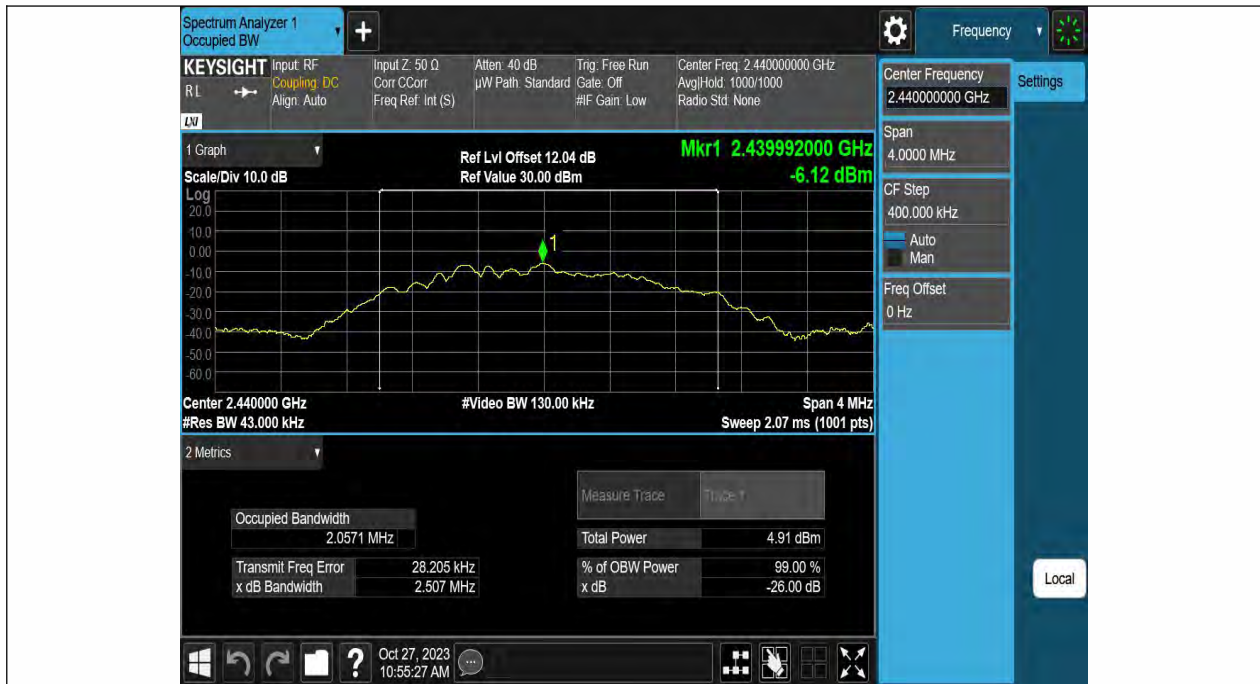 Spectrum Analyzer 1
Occupied BW
Frequency
KEYSIGHT
RL
LXI
Input: RF
Coupling: DC
Align: Auto
Input Z: 50 Ω
Corr CCorr
Freq Ref: Int (S)
Atten: 40 dB
µW Path: Standard
Trig: Free Run
Gate: Off
#IF Gain: Low
Center Freq: 2.440000000 GHz
Avg|Hold: 1000/1000
Radio Std: None
Center Frequency
2.440000000 GHz
Settings
Span
4.0000 MHz
CF Step
400.000 kHz
Auto
Man
Freq Offset
0 Hz
Local
1 Graph
Scale/Div 10.0 dB
Ref Lvl Offset 12.04 dB
Ref Value 30.00 dBm
Mkr1 2.439992000 GHz
-6.12 dBm
Log
20.0
10.0
0.00
-10.0
-20.0
-30.0
-40.0
-50.0
-60.0
1
Center 2.440000 GHz
#Video BW 130.00 kHz
Span 4 MHz
#Res BW 43.000 kHz
Sweep 2.07 ms (1001 pts)
2 Metrics
Measure Trace
Occupied Bandwidth
2.0571 MHz
Total Power 4.91 dBm
Transmit Freq Error 28.205 kHz
% of OBW Power 99.00 %
x dB Bandwidth 2.507 MHz
x dB -26.00 dB
Oct 27, 2023
10:55:27 AM